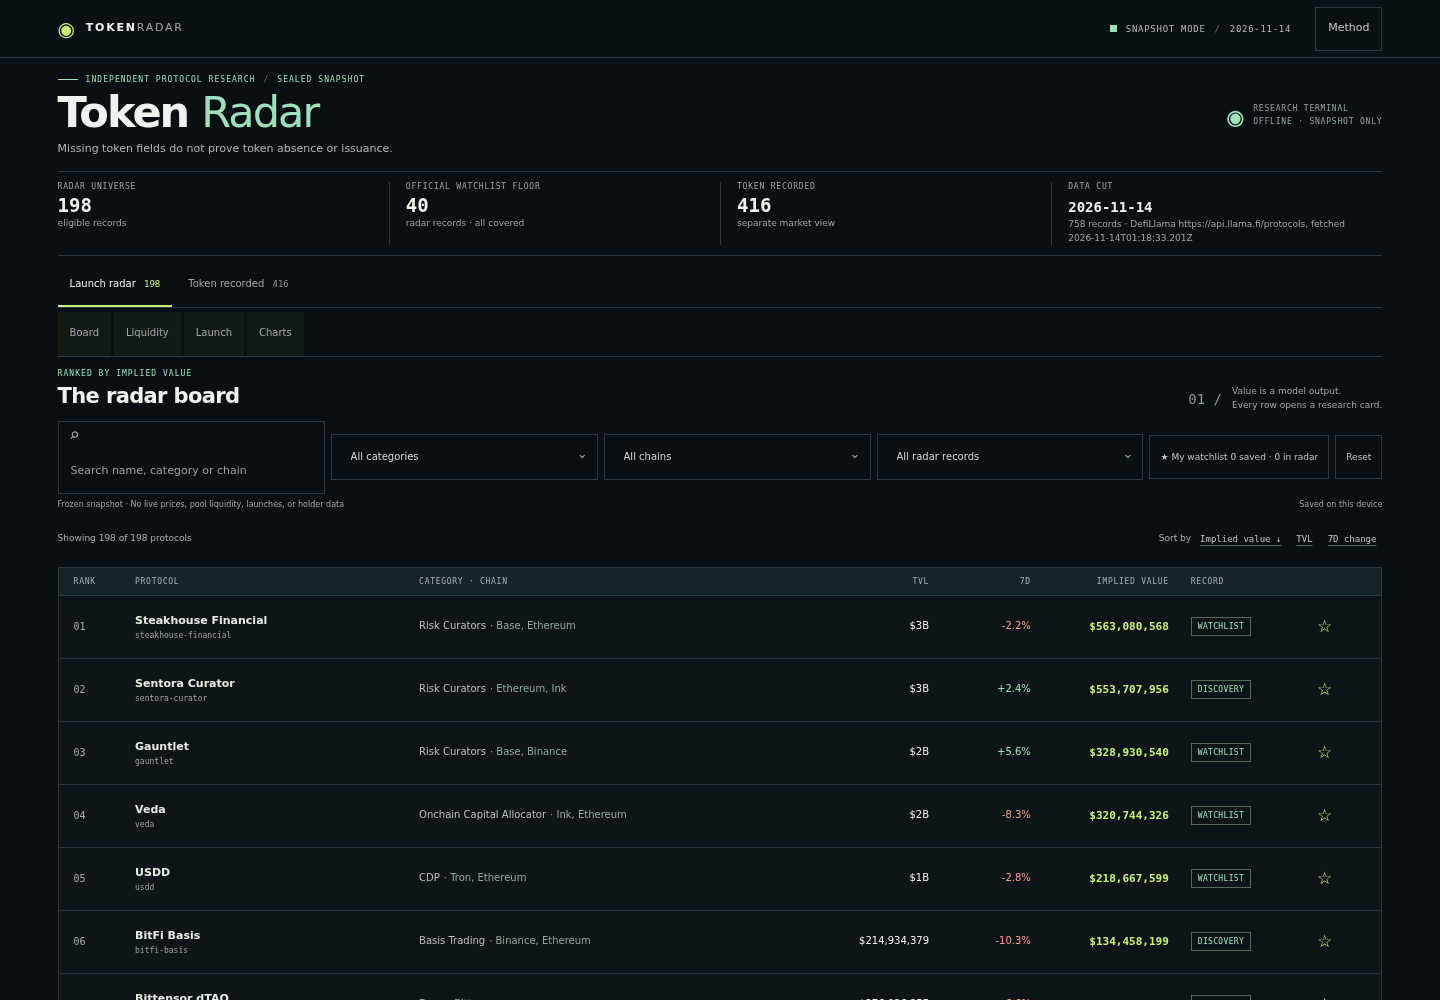 TOKENRADAR
SNAPSHOT MODE / 2026-11-14
Method
INDEPENDENT PROTOCOL RESEARCH / SEALED SNAPSHOT
Token Radar
Missing token fields do not prove token absence or issuance.
RESEARCH TERMINAL
OFFLINE · SNAPSHOT ONLY
RADAR UNIVERSE
198
eligible records
OFFICIAL WATCHLIST FLOOR
40
radar records · all covered
TOKEN RECORDED
416
separate market view
DATA CUT
2026-11-14
758 records · DefiLlama https://api.llama.fi/protocols, fetched
2026-11-14T01:18:33.201Z
Launch radar 198 Token recorded 416
Board Liquidity Launch Charts
RANKED BY IMPLIED VALUE
The radar board
01 /
Value is a model output.
Every row opens a research card.
Search name, category or chain
All categories
All chains
All radar records
★ My watchlist 0 saved · 0 in radar
Reset
Frozen snapshot · No live prices, pool liquidity, launches, or holder data
Saved on this device
Showing 198 of 198 protocols
Sort by Implied value ↓ TVL 7D change
RANK PROTOCOL CATEGORY · CHAIN TVL 7D IMPLIED VALUE RECORD
01 Steakhouse Financial Risk Curators · Base, Ethereum $3B -2.2% $563,080,568 WATCHLIST ☆
steakhouse-financial
02 Sentora Curator Risk Curators · Ethereum, Ink $3B +2.4% $553,707,956 DISCOVERY ☆
sentora-curator
03 Gauntlet Risk Curators · Base, Binance $2B +5.6% $328,930,540 WATCHLIST ☆
gauntlet
04 Veda Onchain Capital Allocator · Ink, Ethereum $2B -8.3% $320,744,326 WATCHLIST ☆
veda
05 USDD CDP · Tron, Ethereum $1B -2.8% $218,667,599 WATCHLIST ☆
usdd
06 BitFi Basis Basis Trading · Binance, Ethereum $214,934,379 -10.3% $134,458,199 DISCOVERY ☆
bitfi-basis
Bittensor dTAO